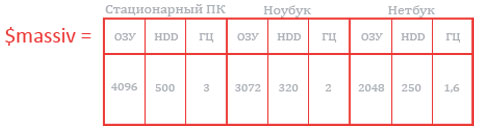 Стационарный ПК Ноубук Нетбук
$massiv =
ОЗУ HDD ГЦ ОЗУ HDD ГЦ ОЗУ HDD ГЦ
4096 500 3 3072 320 2 2048 250 1,6